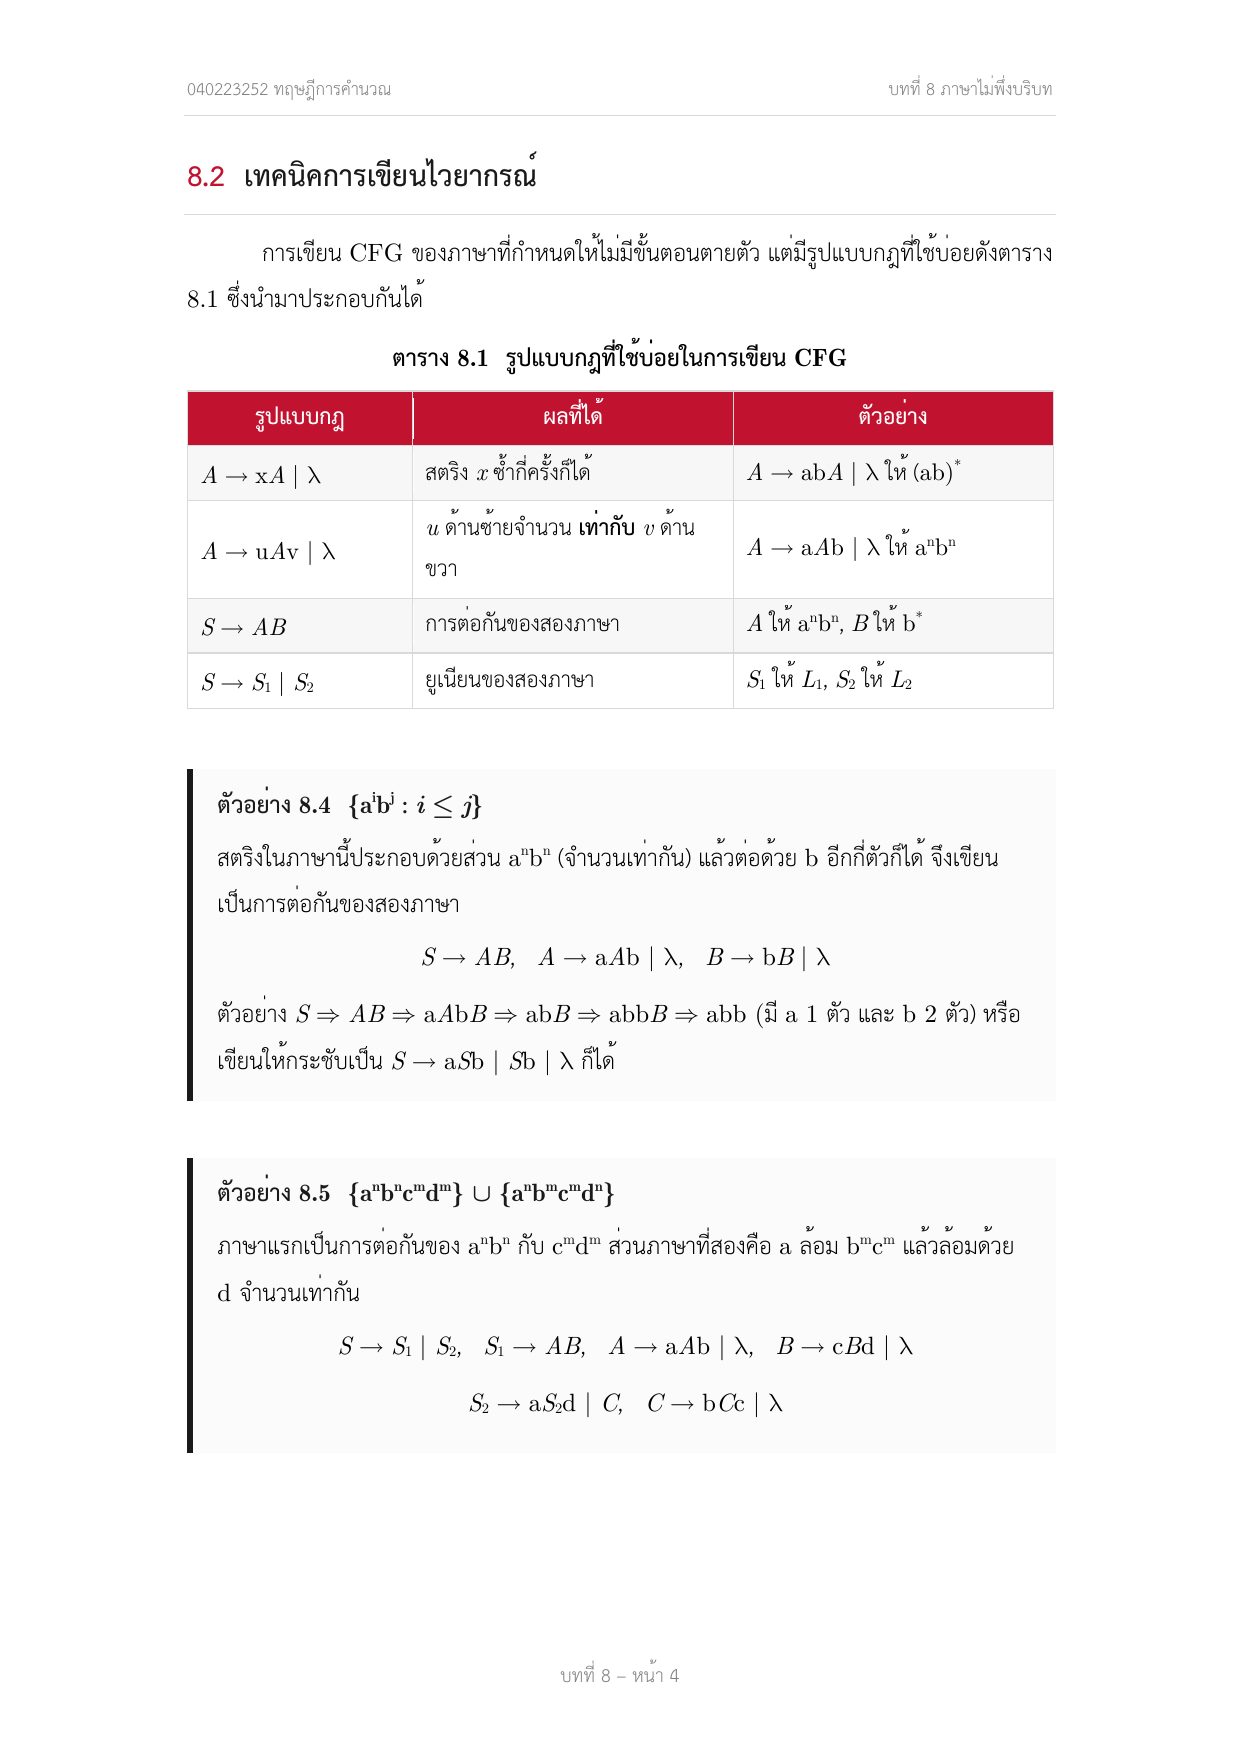 040223252 ทฤษฎีการคำนวณ
บทที่ 8 ภาษาไม่พึ่งบริบท
8.2 เทคนิคการเขียนไวยากรณ์
การเขียน CFG ของภาษาที่กำหนดให้ไม่มีขั้นตอนตายตัว แต่มีรูปแบบกฎที่ใช้บ่อยดังตาราง
8.1 ซึ่งนำมาประกอบกันได้
ตาราง 8.1 รูปแบบกฎที่ใช้บ่อยในการเขียน CFG
รูปแบบกฎ ผลที่ได้ ตัวอย่าง
A → xA | λ สตริง x ซ้ำกี่ครั้งก็ได้ A → abA | λ ให้ (ab)*
A → uAv | λ u ด้านซ้ายจำนวน เท่ากับ v ด้าน
ขวา A → aAb | λ ให้ aⁿbⁿ
S → AB การต่อกันของสองภาษา A ให้ aⁿbⁿ, B ให้ b*
S → S₁ | S₂ ยูเนียนของสองภาษา S₁ ให้ L₁, S₂ ให้ L₂
ตัวอย่าง 8.4 {aⁱbʲ : i ≤ j}
สตริงในภาษานี้ประกอบด้วยส่วน aⁿbⁿ (จำนวนเท่ากัน) แล้วต่อด้วย b อีกกี่ตัวก็ได้ จึงเขียน
เป็นการต่อกันของสองภาษา
S → AB, A → aAb | λ, B → bB | λ
ตัวอย่าง S ⇒ AB ⇒ aAbB ⇒ abB ⇒ abbB ⇒ abb (มี a 1 ตัว และ b 2 ตัว) หรือ
เขียนให้กระชับเป็น S → aSb | Sb | λ ก็ได้
ตัวอย่าง 8.5 {aⁿbⁿcᵐdᵐ} ∪ {aⁿbᵐcᵐdⁿ}
ภาษาแรกเป็นการต่อกันของ aⁿbⁿ กับ cᵐdᵐ ส่วนภาษาที่สองคือ a ล้อม bᵐcᵐ แล้วล้อมด้วย
d จำนวนเท่ากัน
S → S₁ | S₂, S₁ → AB, A → aAb | λ, B → cBd | λ
S₂ → aS₂d | C, C → bCc | λ
บทที่ 8 – หน้า 4